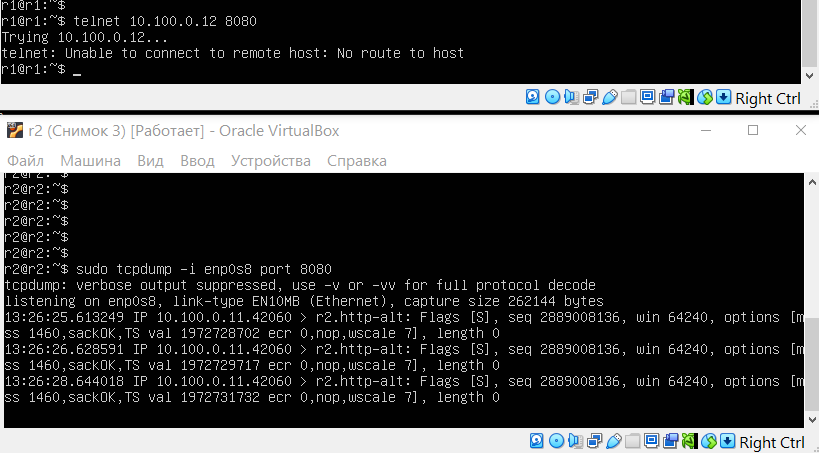 r1@r1:~$
r1@r1:~$ telnet 10.100.0.12 8080
Trying 10.100.0.12...
telnet: Unable to connect to remote host: No route to host
r1@r1:~$ _
Right Ctrl
r2 (Снимок 3) [Работает] - Oracle VirtualBox
Файл Машина Вид Ввод Устройства Справка
r2@r2:~$
r2@r2:~$
r2@r2:~$
r2@r2:~$
r2@r2:~$
r2@r2:~$
r2@r2:~$ sudo tcpdump -i enp0s8 port 8080
tcpdump: verbose output suppressed, use -v or -vv for full protocol decode
listening on enp0s8, link-type EN10MB (Ethernet), capture size 262144 bytes
13:26:25.613249 IP 10.100.0.11.42060 > r2.http-alt: Flags [S], seq 2889008136, win 64240, options [m
ss 1460,sackOK,TS val 1972728702 ecr 0,nop,wscale 7], length 0
13:26:26.628591 IP 10.100.0.11.42060 > r2.http-alt: Flags [S], seq 2889008136, win 64240, options [m
ss 1460,sackOK,TS val 1972729717 ecr 0,nop,wscale 7], length 0
13:26:28.644018 IP 10.100.0.11.42060 > r2.http-alt: Flags [S], seq 2889008136, win 64240, options [m
ss 1460,sackOK,TS val 1972731732 ecr 0,nop,wscale 7], length 0
Right Ctrl